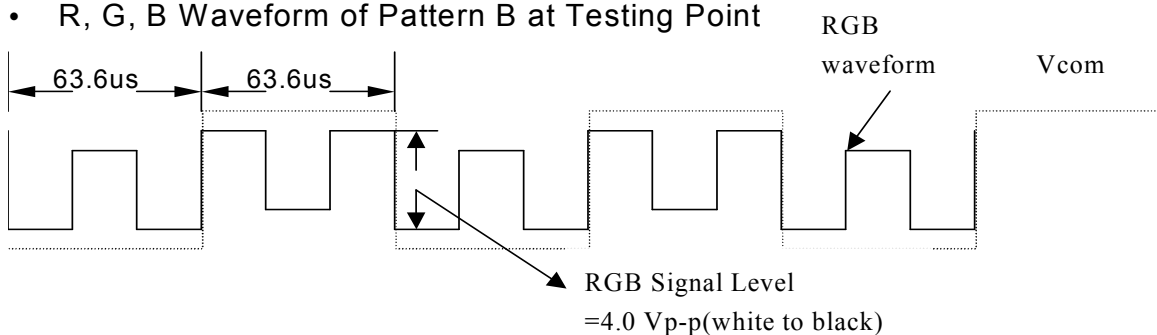 • R, G, B Waveform of Pattern B at Testing Point
RGB
waveform
Vcom
63.6us
63.6us
RGB Signal Level
=4.0 Vp-p(white to black)